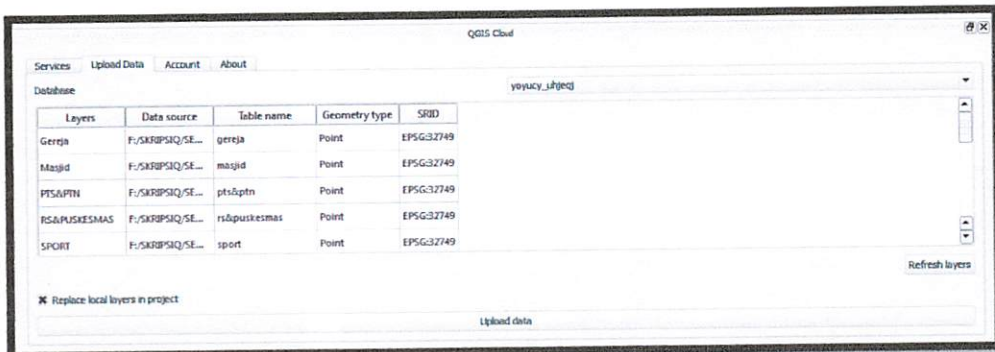 QGIS Cloud
Services Upload Data Account About
Database yoyucy_uhjecj
Layers Data source Table name Geometry type SRID
Gereja F:/SKRIPSIQ/SE... gereja Point EPSG:32749
Masjid F:/SKRIPSIQ/SE... masjid Point EPSG:32749
PTS&PTN F:/SKRIPSIQ/SE... pts&ptn Point EPSG:32749
RS&PUSKESMAS F:/SKRIPSIQ/SE... rs&puskesmas Point EPSG:32749
SPORT F:/SKRIPSIQ/SE... sport Point EPSG:32749
Refresh layers
Replace local layers in project
Upload data